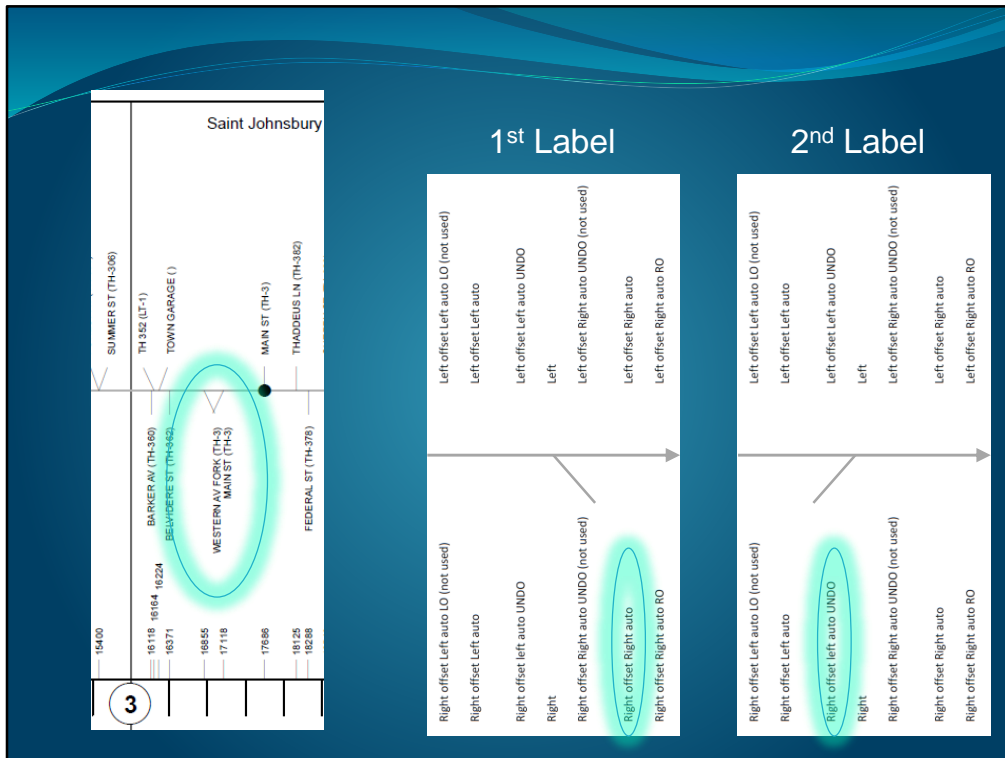 Saint Johnsbury
SUMMER ST (TH-306)
TH 352 (LT-1)
TOWN GARAGE ( )
MAIN ST (TH-3)
THADDEUS LN (TH-382)
BARKER AV (TH-360)
BELVIDERE ST (TH-362)
WESTERN AV FORK (TH-3)
MAIN ST (TH-3)
FEDERAL ST (TH-378)
15400
16118
16164
16224
16371
16855
17118
17686
18125
18288
3
1st Label
Left offset Left auto LO (not used)
Left offset Left auto
Left offset Left auto UNDO
Left
Left offset Right auto UNDO (not used)
Left offset Right auto
Left offset Right auto RO
Right offset Left auto LO (not used)
Right offset Left auto
Right offset left auto UNDO
Right
Right offset Right auto UNDO (not used)
Right offset Right auto
Right offset Right auto RO
2nd Label
Left offset Left auto LO (not used)
Left offset Left auto
Left offset Left auto UNDO
Left
Left offset Right auto UNDO (not used)
Left offset Right auto
Left offset Right auto RO
Right offset Left auto LO (not used)
Right offset Left auto
Right offset left auto UNDO
Right
Right offset Right auto UNDO (not used)
Right offset Right auto
Right offset Right auto RO